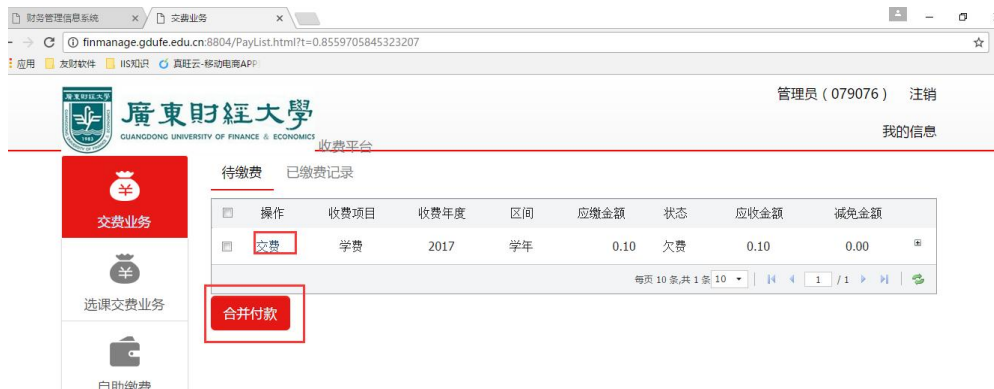 财务管理信息系统 交费业务
finmanage.gdufe.edu.cn:8804/PayList.html?t=0.8559705845323207
应用 友财软件 IIS知识 真旺云-移动电商APP
管理员(079076) 注销
廣東財經大學
GUANGDONG UNIVERSITY OF FINANCE & ECONOMICS
收费平台
我的信息
待缴费 已缴费记录
交费业务
操作 收费项目 收费年度 区间 应缴金额 状态 应收金额 减免金额
交费 学费 2017 学年 0.10 欠费 0.10 0.00
每页 10 条,共 1 条 10 1 / 1
选课交费业务
合并付款
自助缴费